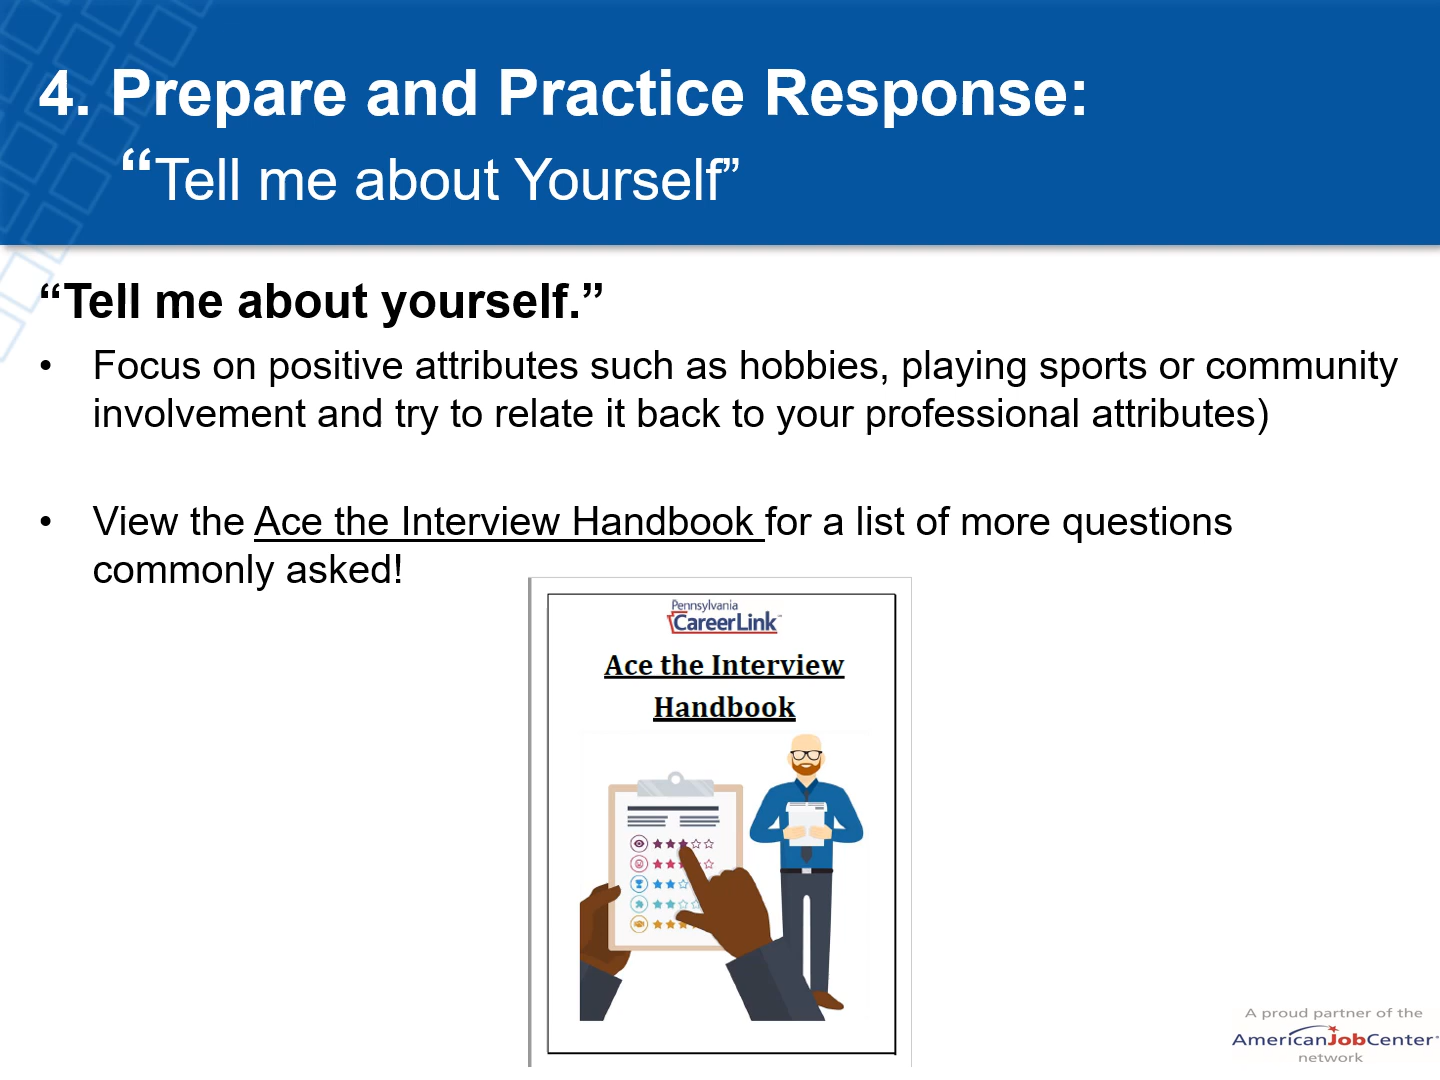 4. Prepare and Practice Response:
“Tell me about Yourself”
“Tell me about yourself.”
• Focus on positive attributes such as hobbies, playing sports or community
involvement and try to relate it back to your professional attributes)
• View the Ace the Interview Handbook for a list of more questions
commonly asked!
Pennsylvania
CareerLink
Ace the Interview
Handbook
A proud partner of the
AmericanJobCenter
network